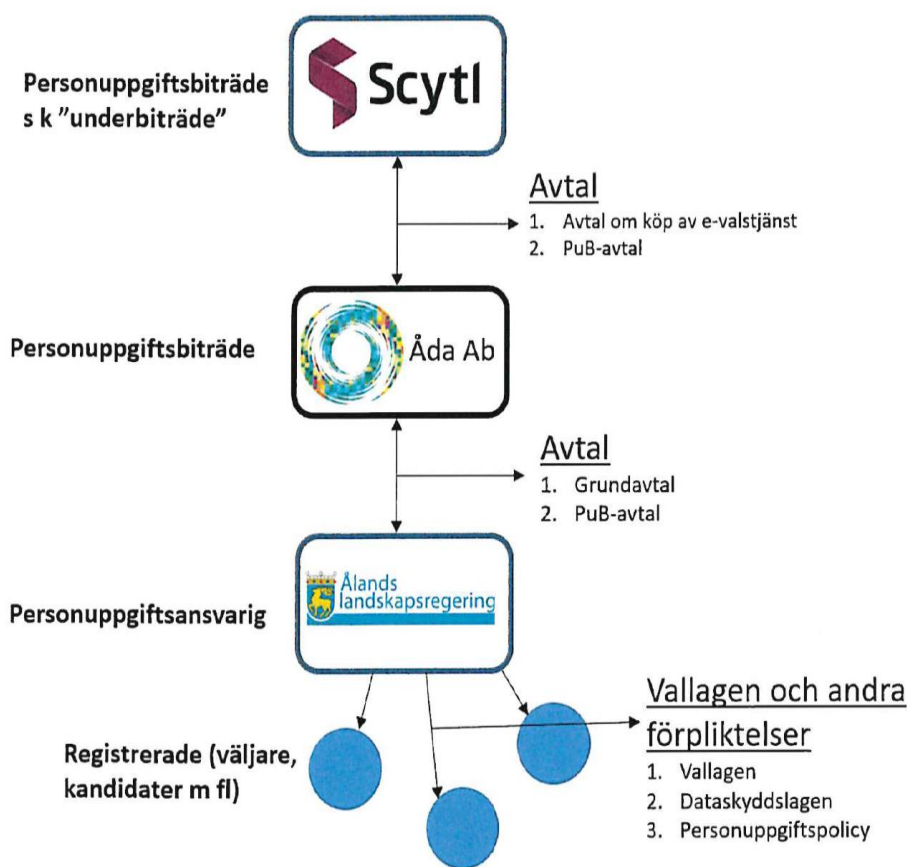 Personuppgiftsbiträde
s k ”underbiträde”
Scytl
Avtal
1. Avtal om köp av e-valstjänst
2. PuB-avtal
Personuppgiftsbiträde
Åda Ab
Avtal
1. Grundavtal
2. PuB-avtal
Personuppgiftsansvarig
Ålands
landskapsregering
Registrerade (väljare,
kandidater m fl)
Vallagen och andra
förpliktelser
1. Vallagen
2. Dataskyddslagen
3. Personuppgiftspolicy